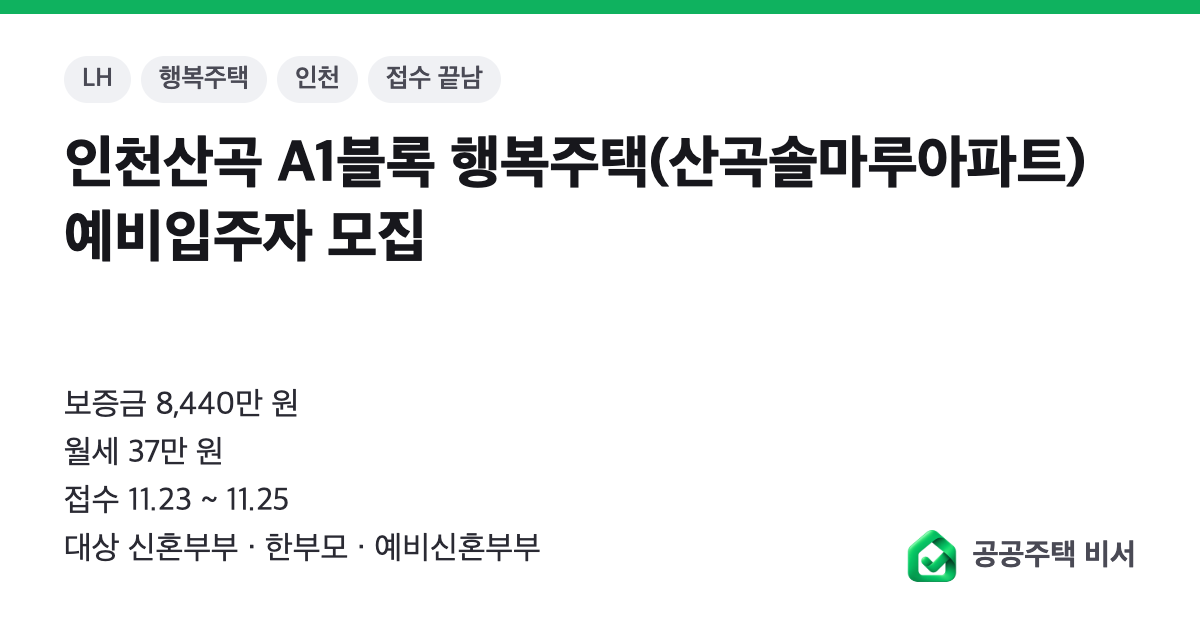 LH 행복주택 인천 접수 끝남
인천산곡 A1블록 행복주택(산곡솔마루아파트)
예비입주자 모집
보증금 8,440만 원
월세 37만 원
접수 11.23 ~ 11.25
대상 신혼부부 · 한부모 · 예비신혼부부
공공주택 비서